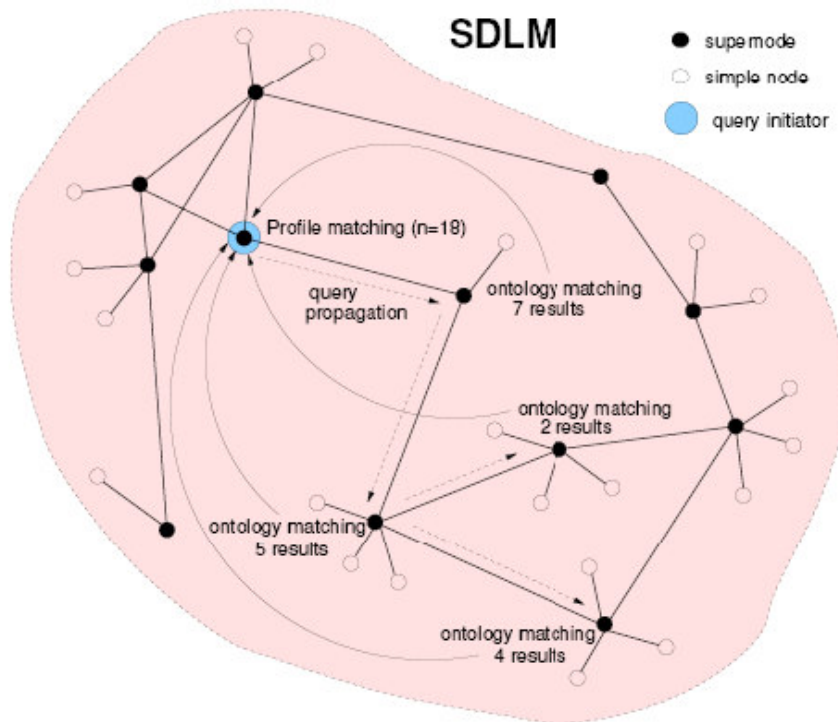 SDLM
supernode
simple node
query initiator
Profile matching (n=18)
query
propagation
ontology matching
7 results
ontology matching
2 results
ontology matching
5 results
ontology matching
4 results